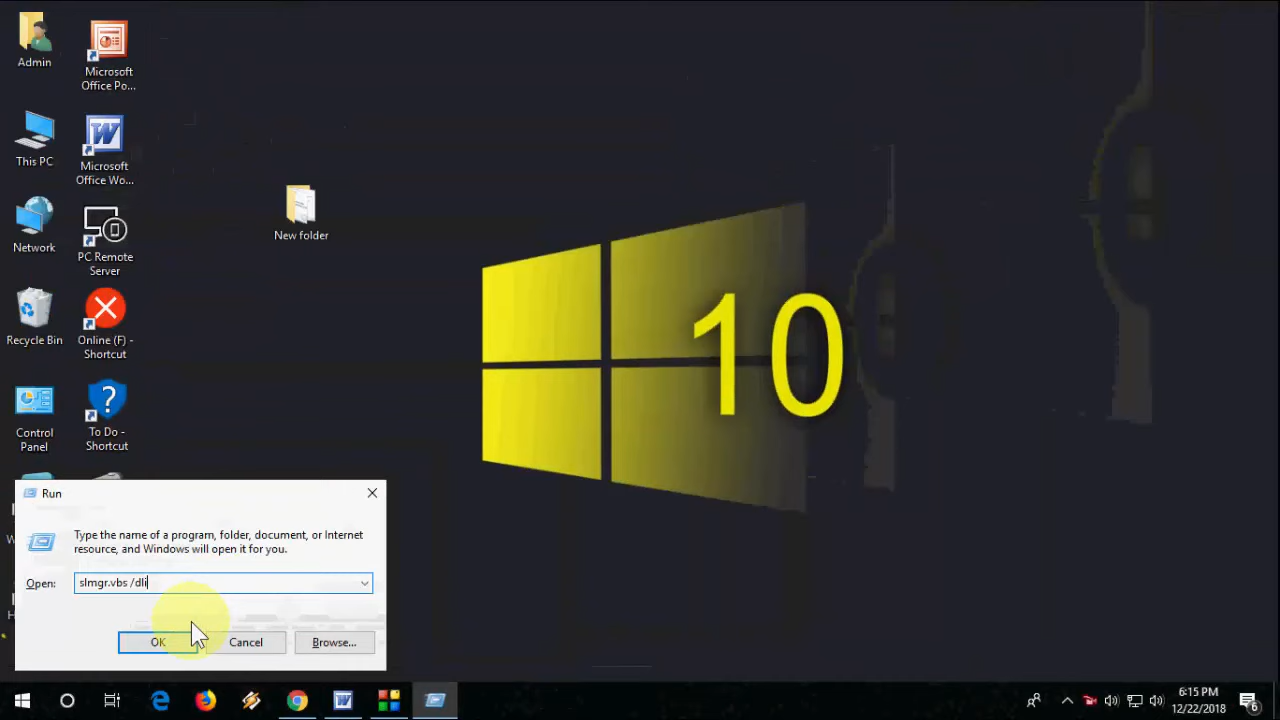 Admin
Microsoft
Office Po...
This PC
Microsoft
Office Wo...
Network
PC Remote
Server
New folder
Recycle Bin
Online (F) -
Shortcut
Control
Panel
To Do -
Shortcut
10
Run
Type the name of a program, folder, document, or Internet
resource, and Windows will open it for you.
Open:
slmgr.vbs /dli
OK
Cancel
Browse...
6:15 PM
12/22/2018
6